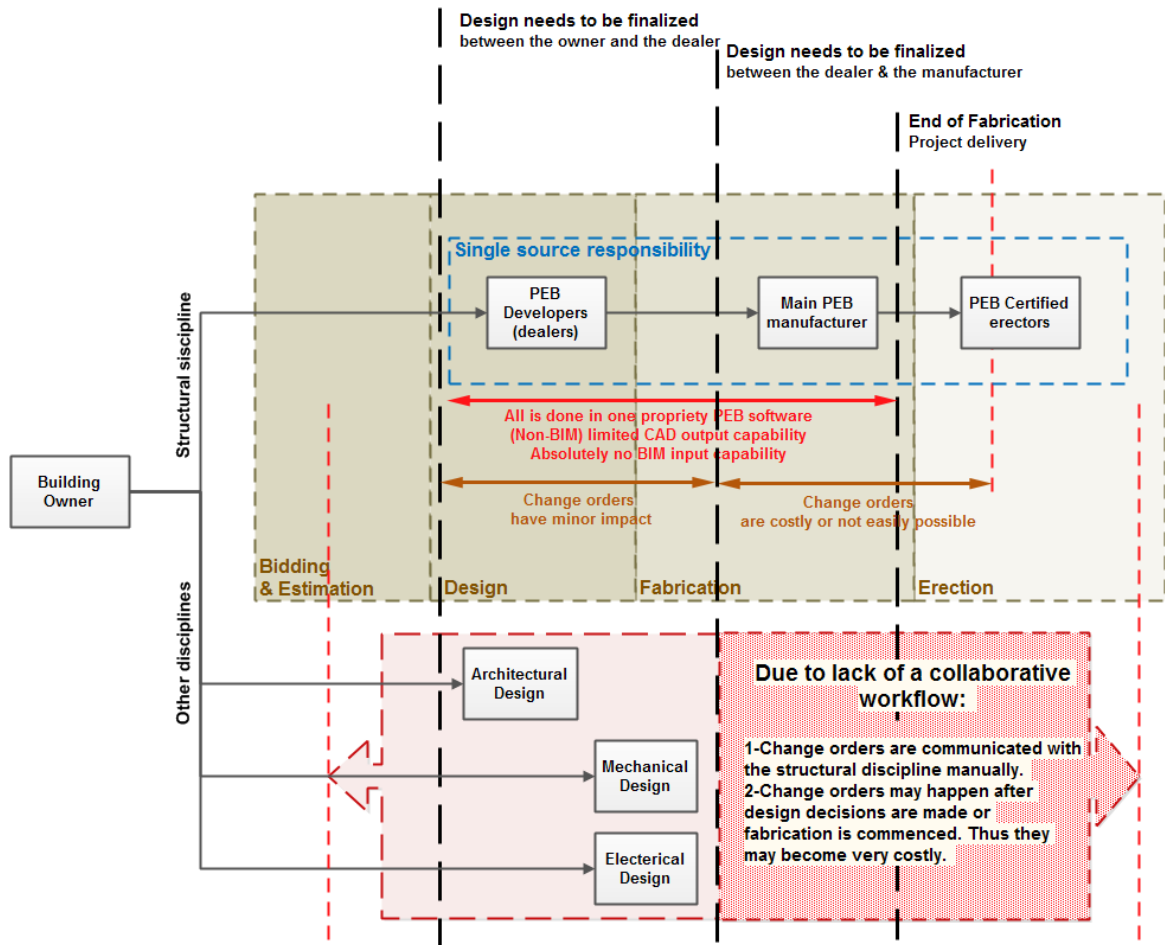 Design needs to be finalized
between the owner and the dealer
Design needs to be finalized
between the dealer & the manufacturer
End of Fabrication
Project delivery
Single source responsibility
PEB
Developers
(dealers)
Main PEB
manufacturer
PEB Certified
erectors
Structural siscipline
All is done in one propriety PEB software
(Non-BIM) limited CAD output capability
Absolutely no BIM input capability
Building
Owner
Change orders
have minor impact
Change orders
are costly or not easily possible
Bidding
& Estimation
Design
Fabrication
Erection
Other disciplines
Architectural
Design
Mechanical
Design
Electerical
Design
Due to lack of a collaborative
workflow:
1-Change orders are communicated with
the structural discipline manually.
2-Change orders may happen after
design decisions are made or
fabrication is commenced. Thus they
may become very costly.